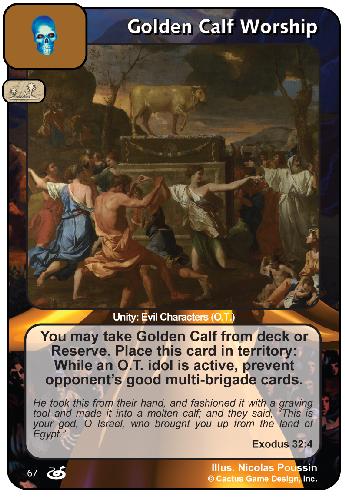 Golden Calf Worship
Unity: Evil Characters (O.T.)
You may take Golden Calf from deck or
Reserve. Place this card in territory:
While an O.T. idol is active, prevent
opponent's good multi-brigade cards.
He took this from their hand, and fashioned it with a graving
tool and made it into a molten calf; and they said, "This is
your god, O Israel, who brought you up from the land of
Egypt."
Exodus 32:4
67
Illus. Nicolas Poussin
© Cactus Game Design, Inc.